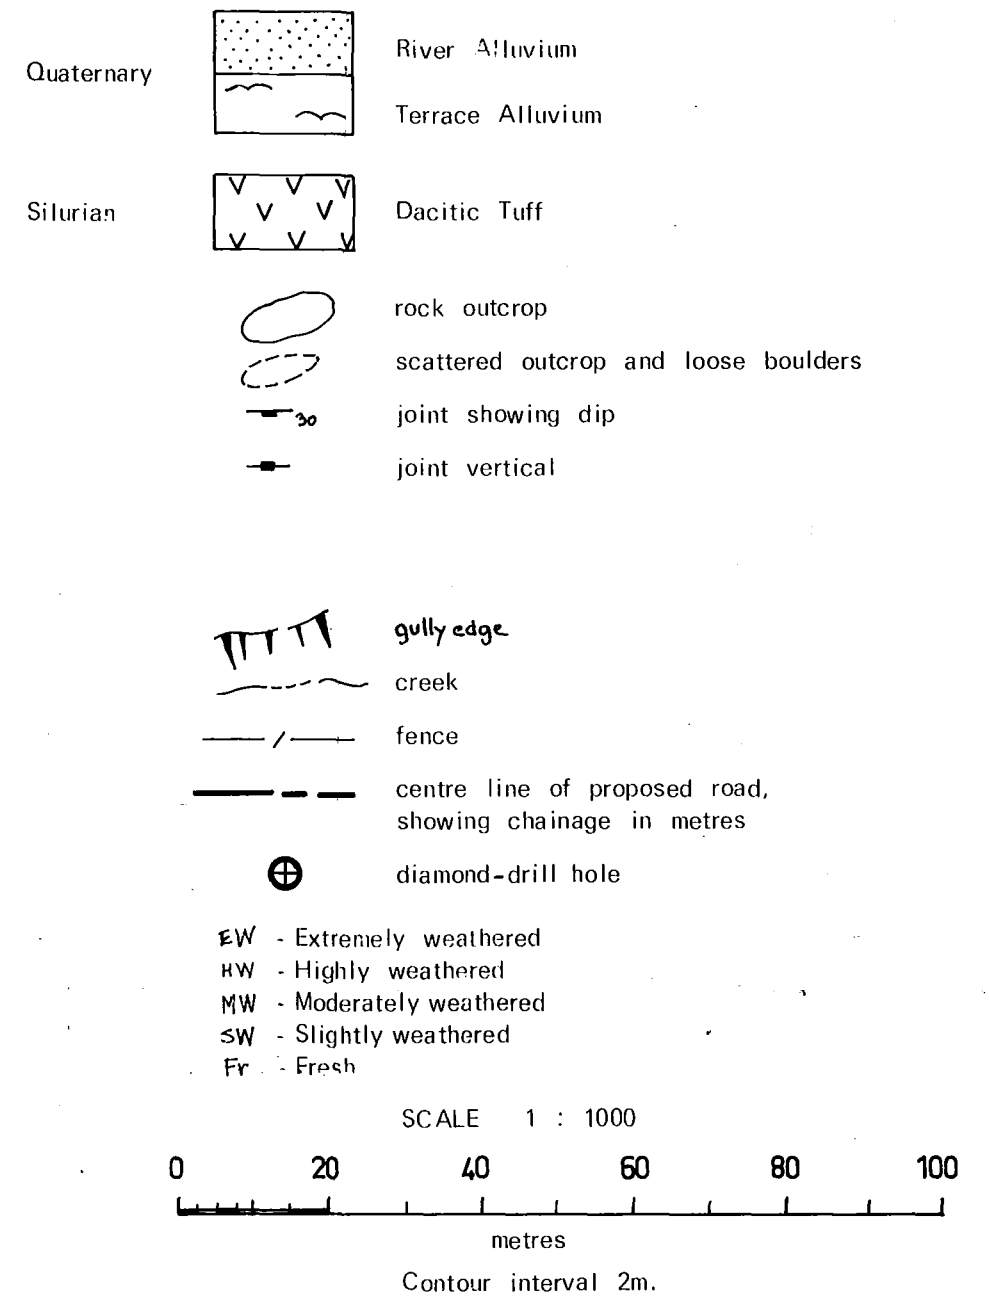 Quaternary
River Alluvium
Terrace Alluvium
Silurian
Dacitic Tuff
rock outcrop
scattered outcrop and loose boulders
30
joint showing dip
joint vertical
gully edge
creek
fence
centre line of proposed road,
showing chainage in metres
diamond-drill hole
EW - Extremely weathered
HW - Highly weathered
MW - Moderately weathered
SW - Slightly weathered
Fr - Fresh
SCALE 1 : 1000
0 20 40 60 80 100
metres
Contour interval 2m.